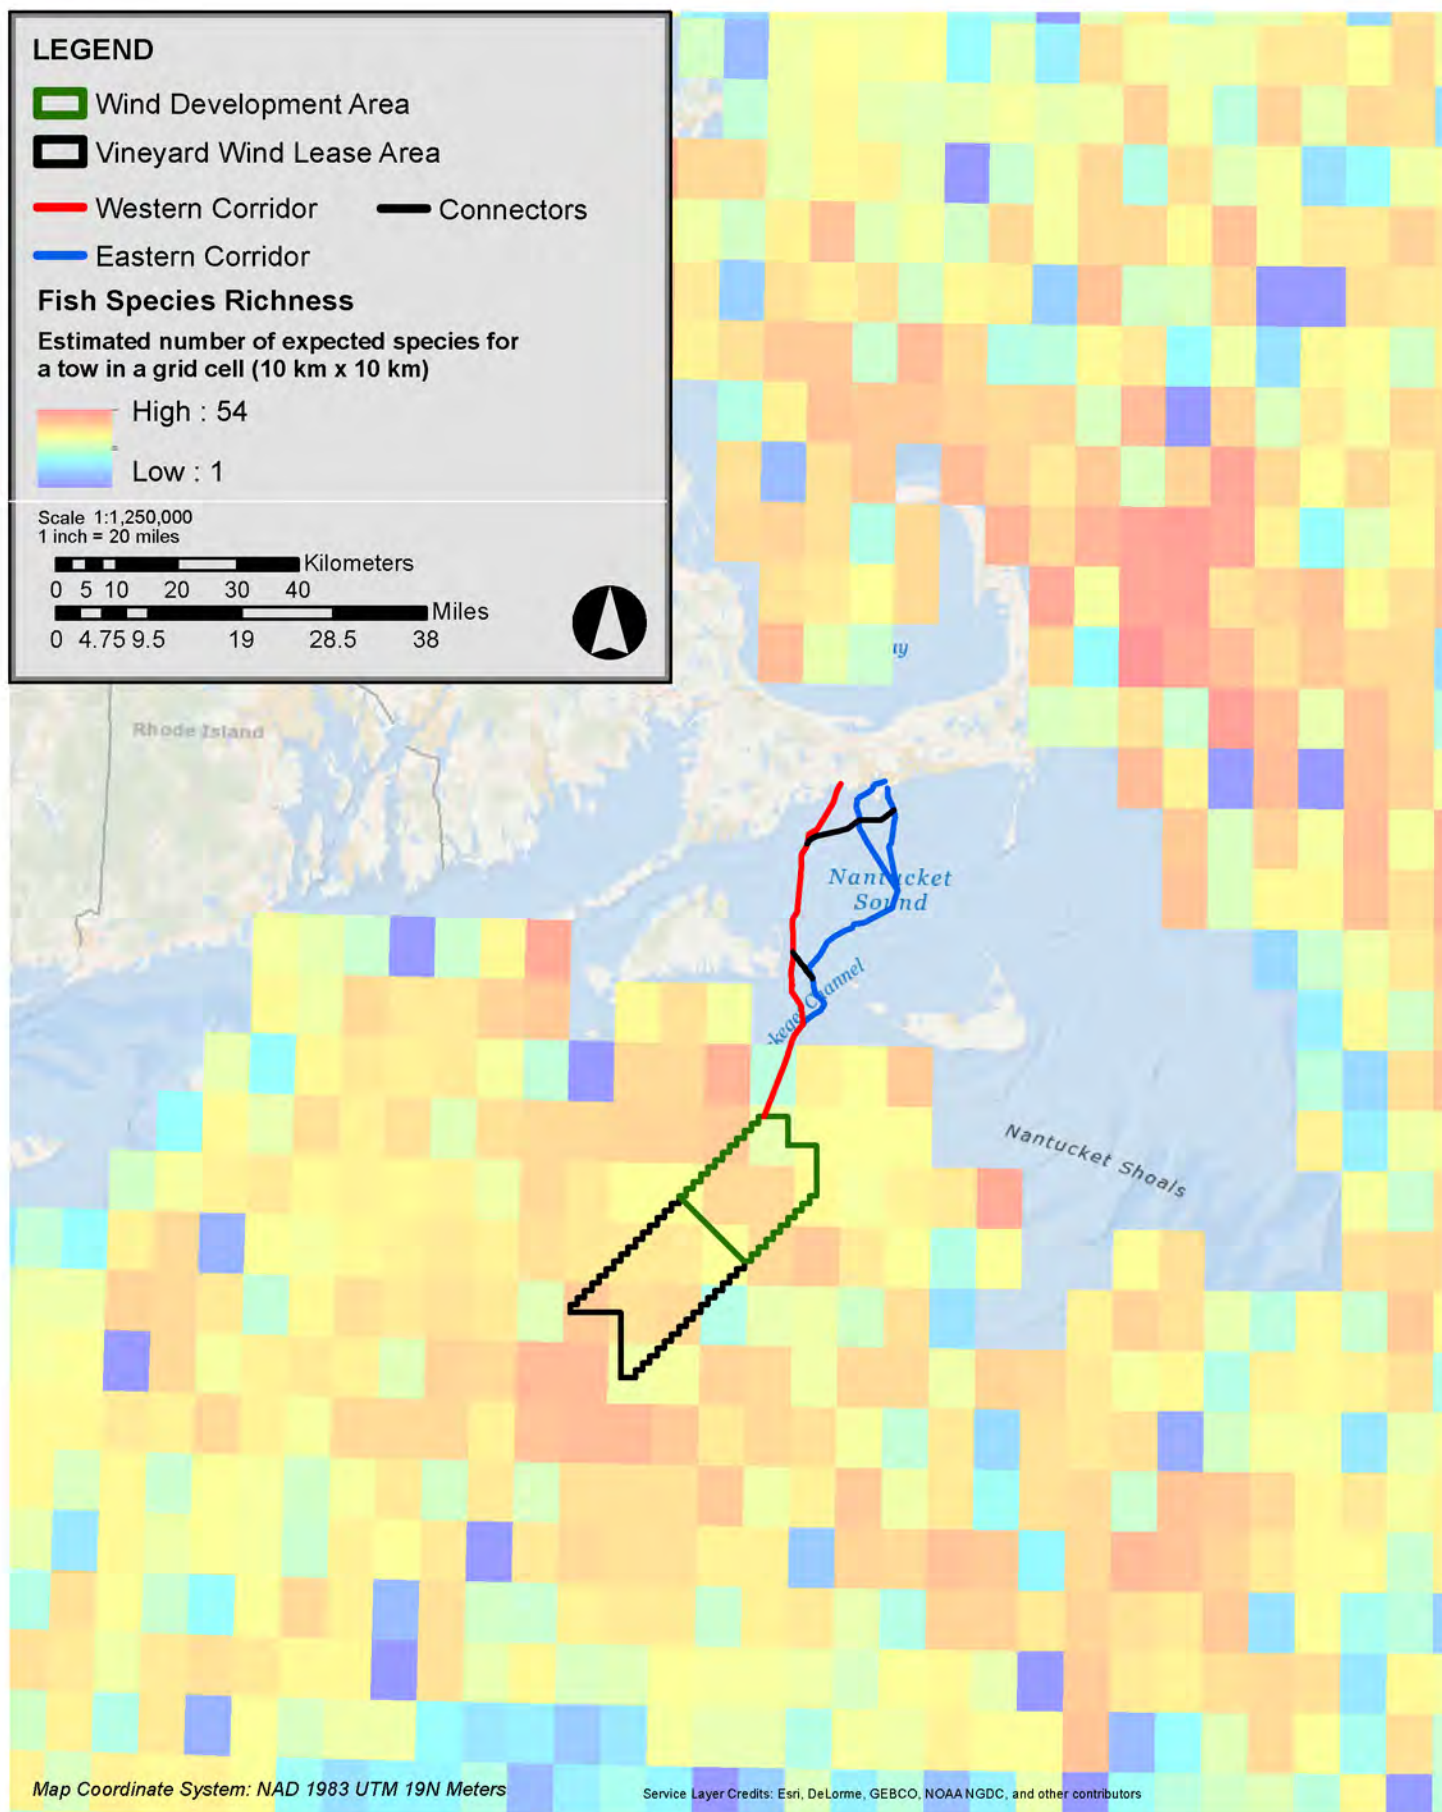 LEGEND
Wind Development Area
Vineyard Wind Lease Area
Western Corridor
Connectors
Eastern Corridor
Fish Species Richness
Estimated number of expected species for
a tow in a grid cell (10 km x 10 km)
High : 54
Low : 1
Scale 1:1,250,000
1 inch = 20 miles
Kilometers
0 5 10 20 30 40
Miles
0 4.75 9.5 19 28.5 38
ay
Rhode Island
Nantucket
Sound
skeget Channel
Nantucket Shoals
Map Coordinate System: NAD 1983 UTM 19N Meters
Service Layer Credits: Esri, DeLorme, GEBCO, NOAA NGDC, and other contributors